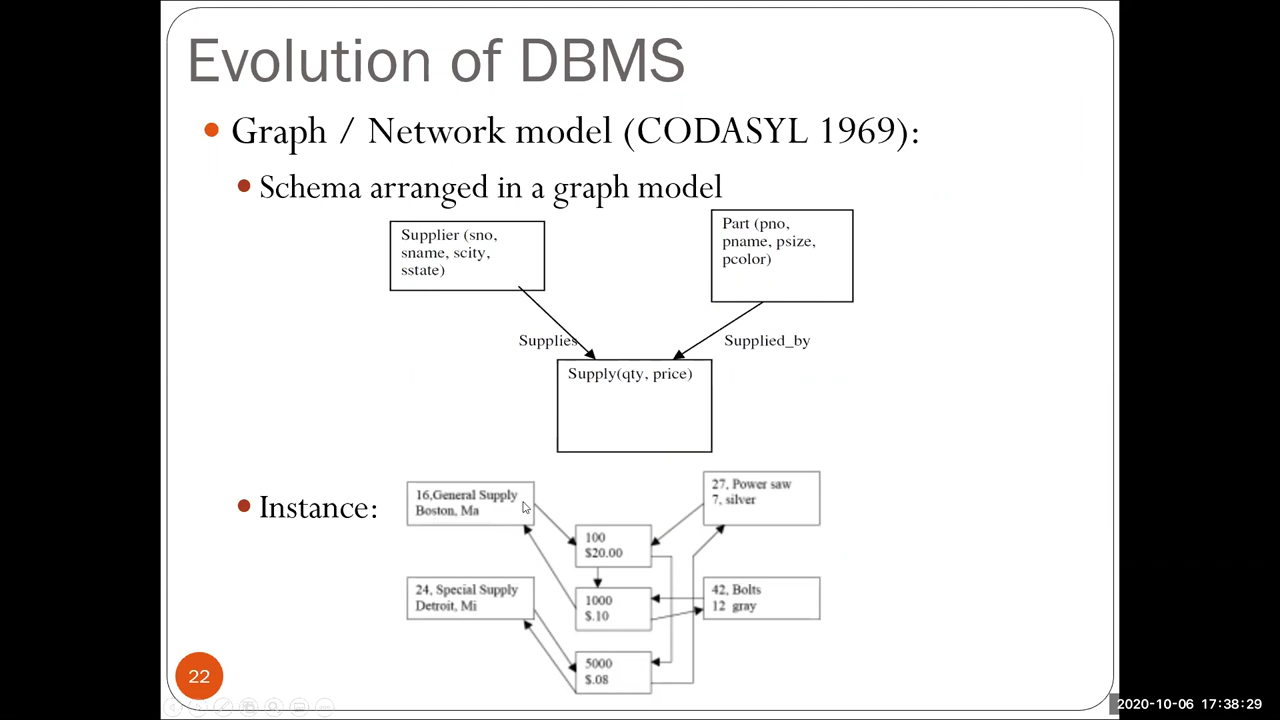 Evolution of DBMS
Graph / Network model (CODASYL 1969):
Schema arranged in a graph model
Supplier (sno,
sname, scity,
sstate)
Part (pno,
pname, psize,
pcolor)
Supplies
Supplied_by
Supply(qty, price)
Instance:
16,General Supply
Boston, Ma
27, Power saw
7, silver
100
$20.00
24, Special Supply
Detroit, Mi
1000
$.10
42, Bolts
12 gray
5000
$.08
22
2020-10-06 17:38:29